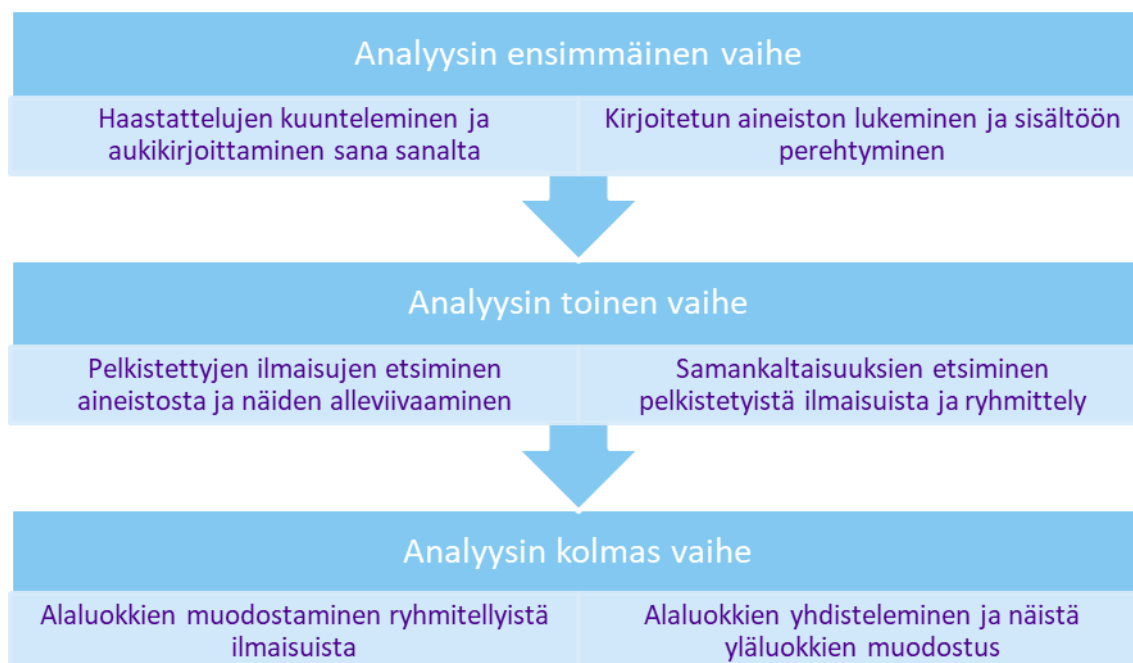 Analyysin ensimmäinen vaihe
Haastattelujen kuunteleminen ja
aukikirjoittaminen sana sanalta
Kirjoitetun aineiston lukeminen ja sisältöön
perehtyminen
Analyysin toinen vaihe
Pelkistettyjen ilmaisujen etsiminen
aineistosta ja näiden alleviivaaminen
Samankaltaisuuksien etsiminen
pelkistetyistä ilmaisuista ja ryhmittely
Analyysin kolmas vaihe
Alaluokkien muodostaminen ryhmitellyistä
ilmaisuista
Alaluokkien yhdisteleminen ja näistä
yläluokkien muodostus